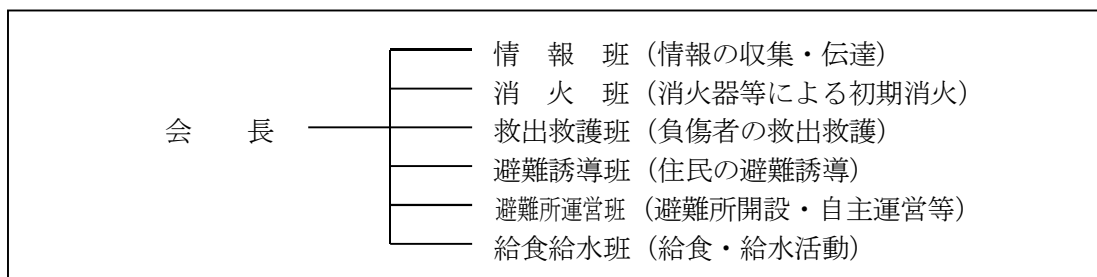 情　報　班（情報の収集・伝達）
消　火　班（消火器等による初期消火）
会　　長
救出救護班（負傷者の救出救護）
避難誘導班（住民の避難誘導）
避難所運営班（避難所開設・自主運営等）
給食給水班（給食・給水活動）